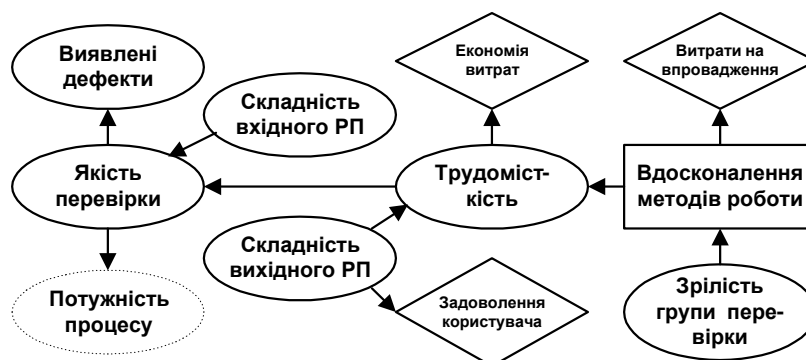 Виявлені
дефекти
Економія
витрат
Витрати на
впровадження
Складність
вхідного РП
Якість
перевірки
Трудоміст-
кість
Вдосконалення
методів роботи
Складність
вихідного РП
Потужність
процесу
Задоволення
користувача
Зрілість
групи пере-
вірки